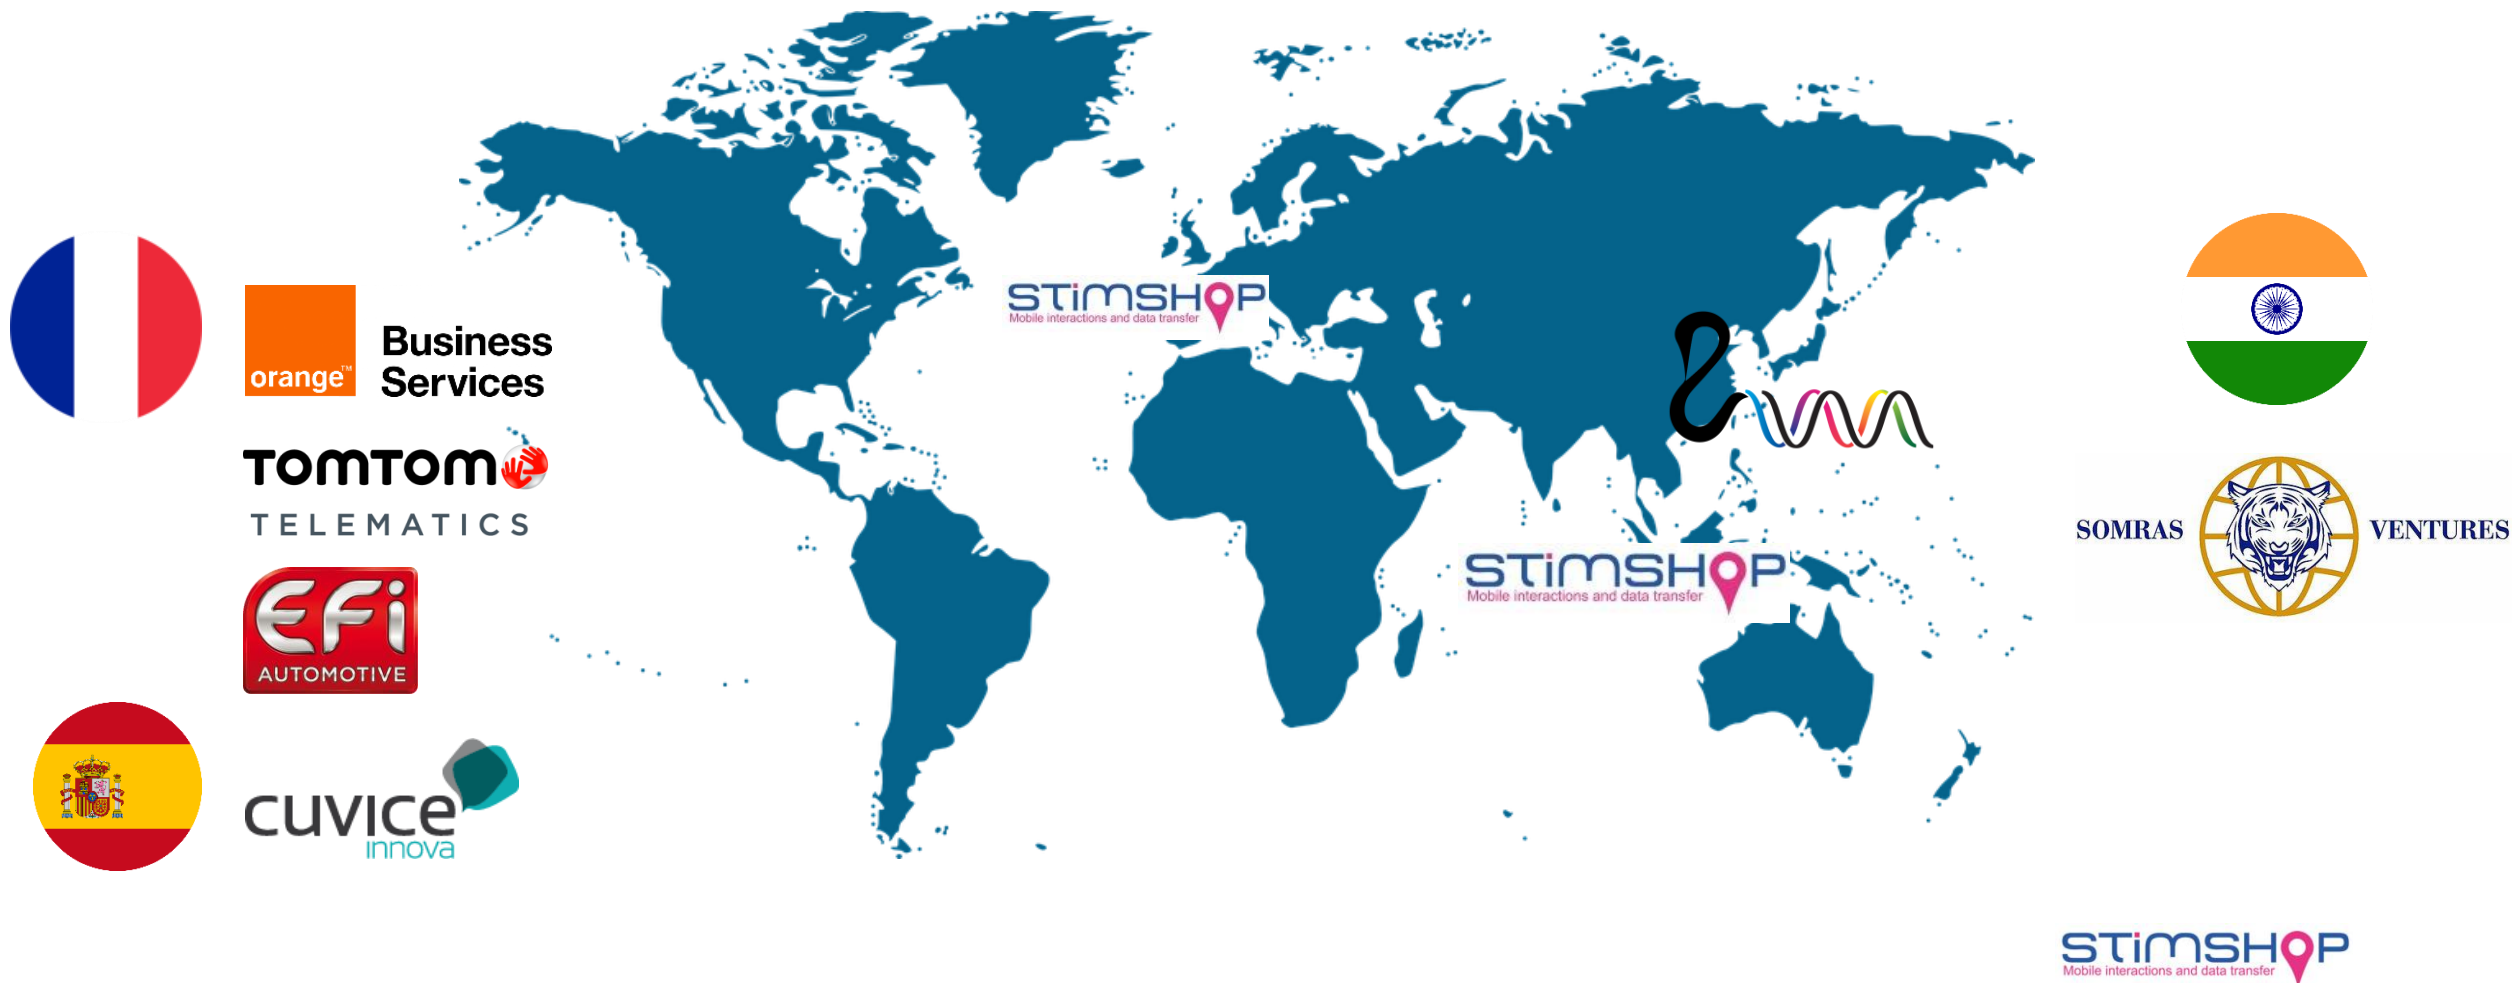 STiMSHOP
Mobile interactions and data transfer
orange™
Business
Services
TOMTOM
TELEMATICS
EFi
AUTOMOTIVE
SOMRAS VENTURES
STiMSHOP
Mobile interactions and data transfer
cuvice
innova
STiMSHOP
Mobile interactions and data transfer